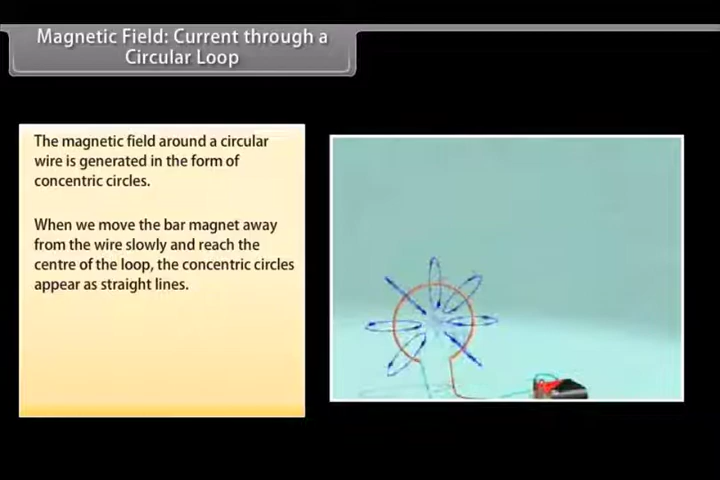 Magnetic Field: Current through a
Circular Loop
The magnetic field around a circular
wire is generated in the form of
concentric circles.
When we move the bar magnet away
from the wire slowly and reach the
centre of the loop, the concentric circles
appear as straight lines.